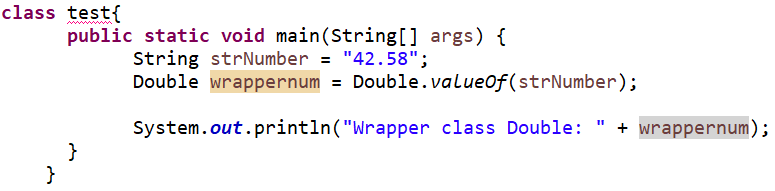 class test{
public static void main(String[] args) {
String strNumber = "42.58";
Double wrappernum = Double.valueOf(strNumber);
System.out.println("Wrapper class Double: " + wrappernum);
}
}